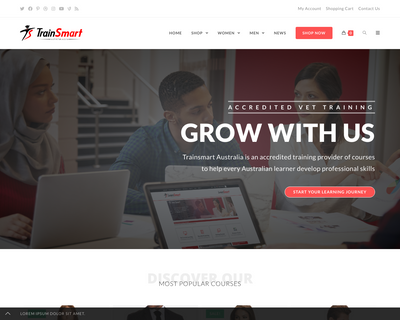 My Account Shopping Cart Contact Us
TrainSmart
HOME SHOP WOMEN MEN NEWS SHOP NOW 0
ACCREDITED VET TRAINING
GROW WITH US
Trainsmart Australia is an accredited training provider of courses
to help every Australian learner develop professional skills
START YOUR LEARNING JOURNEY
DISCOVER OUR
MOST POPULAR COURSES
LOREM IPSUM DOLOR SIT AMET